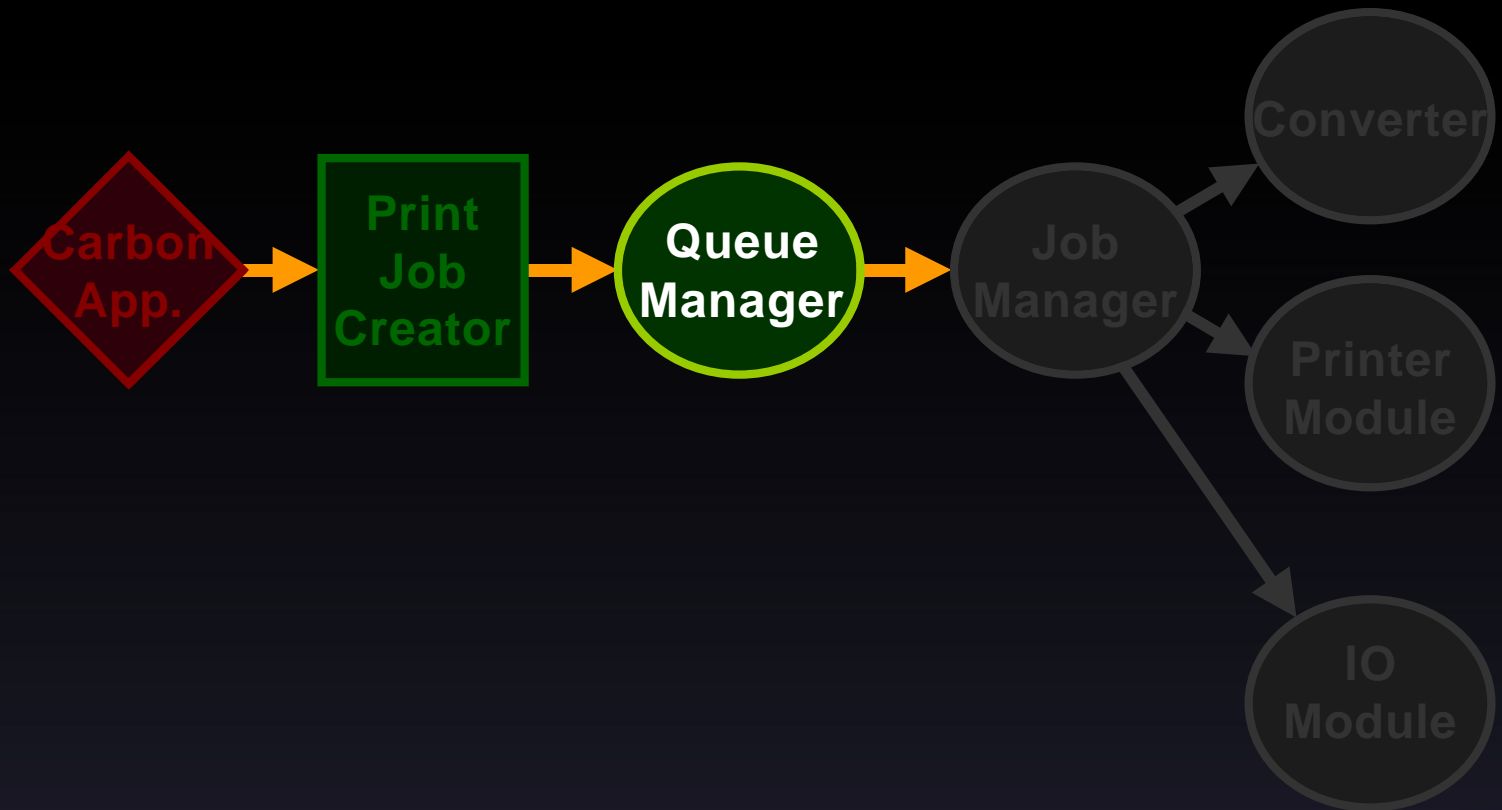 Carbon
App.
Print
Job
Creator
Queue
Manager
Job
Manager
Converter
Printer
Module
IO
Module